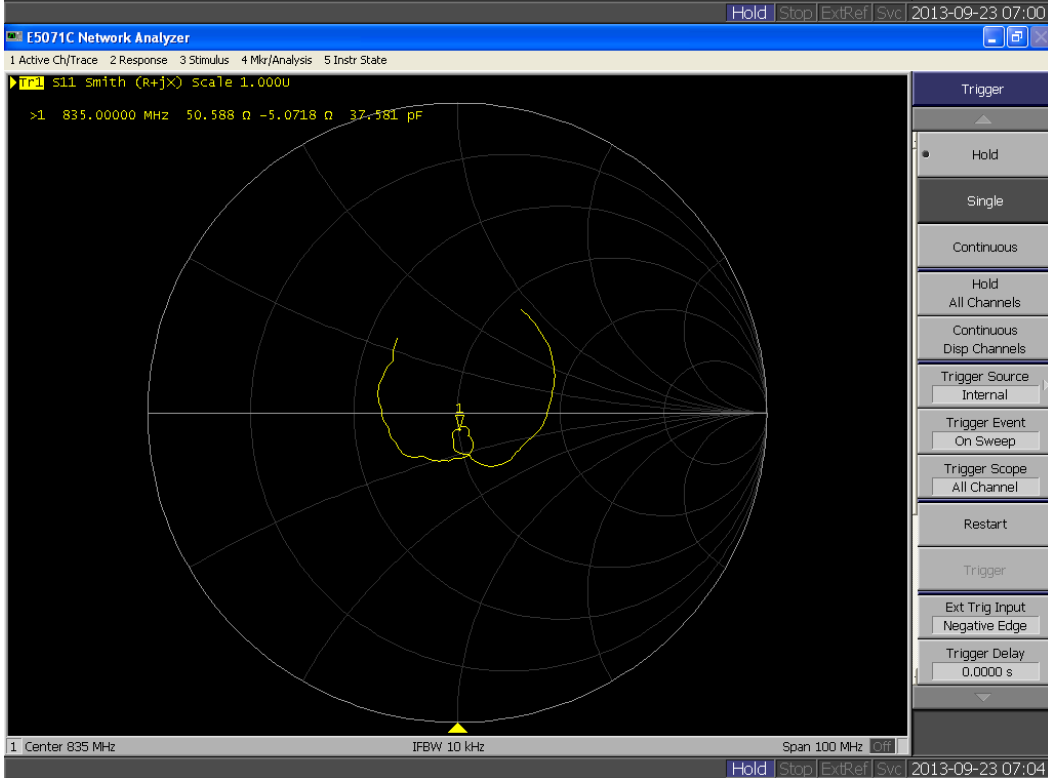 Hold Stop ExtRef Svc 2013-09-23 07:00
E5071C Network Analyzer
1 Active Ch/Trace 2 Response 3 Stimulus 4 Mkr/Analysis 5 Instr State
Tr1 S11 Smith (R+jX) Scale 1.000U
>1 835.00000 MHz 50.588 Ω -5.0718 Ω 37.581 pF
1
Trigger
Hold
Single
Continuous
Hold
All Channels
Continuous
Disp Channels
Trigger Source
Internal
Trigger Event
On Sweep
Trigger Scope
All Channel
Restart
Trigger
Ext Trig Input
Negative Edge
Trigger Delay
0.0000 s
1 Center 835 MHz IFBW 10 kHz Span 100 MHz Off
Hold Stop ExtRef Svc 2013-09-23 07:04